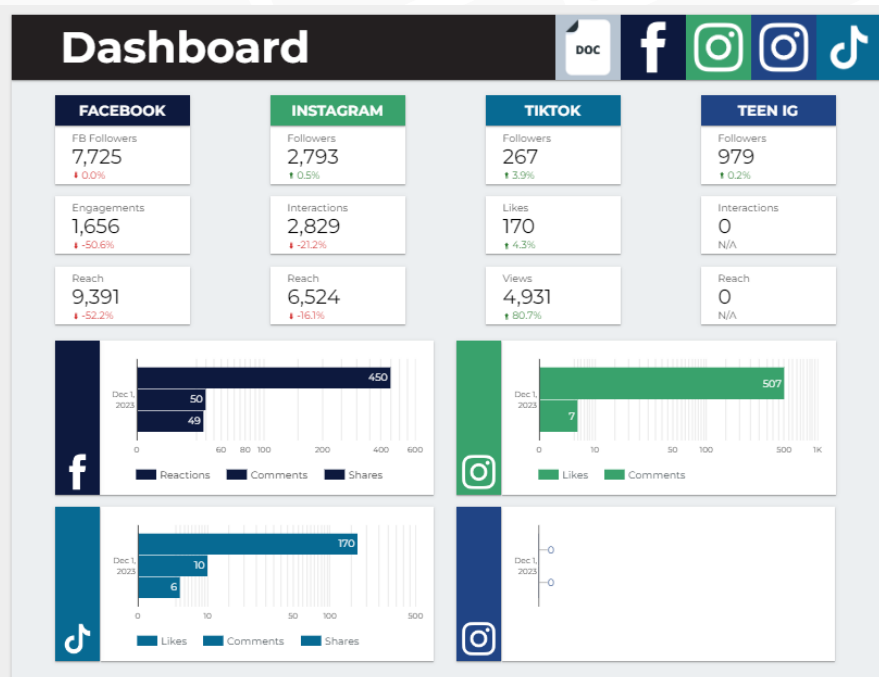 Dashboard
DOC
FACEBOOK
FB Followers
7,725
0.0%
Engagements
1,656
-50.6%
Reach
9,391
-52.2%
INSTAGRAM
Followers
2,793
0.5%
Interactions
2,829
-21.2%
Reach
6,524
-16.1%
TIKTOK
Followers
267
3.9%
Likes
170
4.3%
Views
4,931
80.7%
TEEN IG
Followers
979
0.2%
Interactions
0
N/A
Reach
0
N/A
450
50
49
Dec 1,
2023
0 60 80 100 200 400 600
Reactions Comments Shares
507
7
Dec 1,
2023
0 10 50 100 500 1K
Likes Comments
170
10
6
Dec 1,
2023
0 10 50 100 500
Likes Comments Shares
0
Dec 1,
2023
0